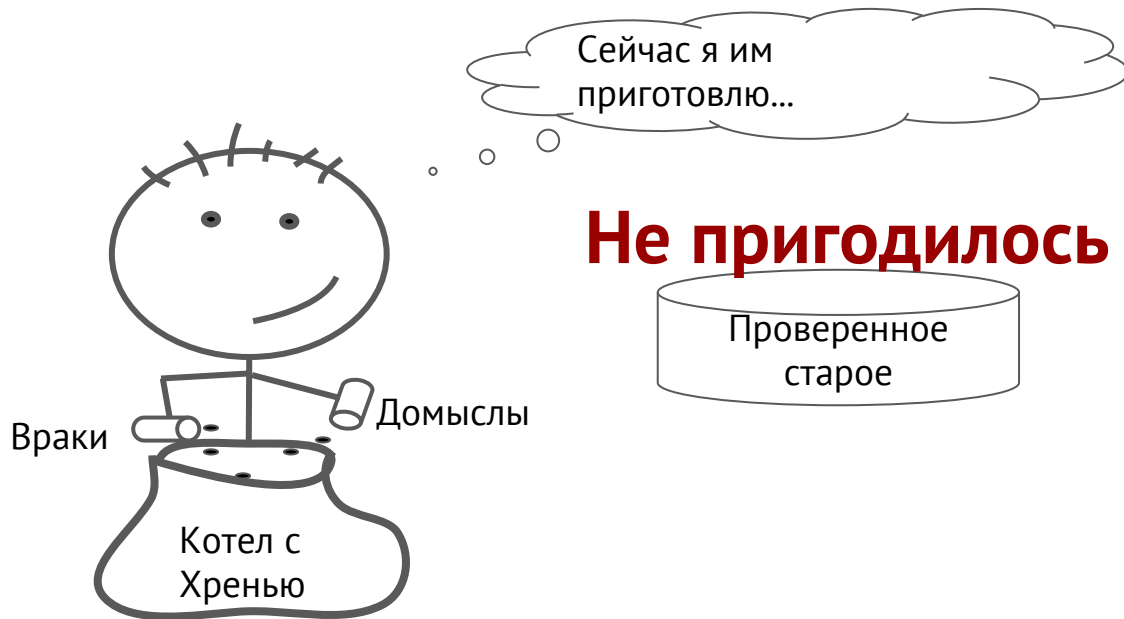 Сейчас я им
приготовлю...
Не пригодилось
Проверенное
старое
Домыслы
Враки
Котел с
Хренью